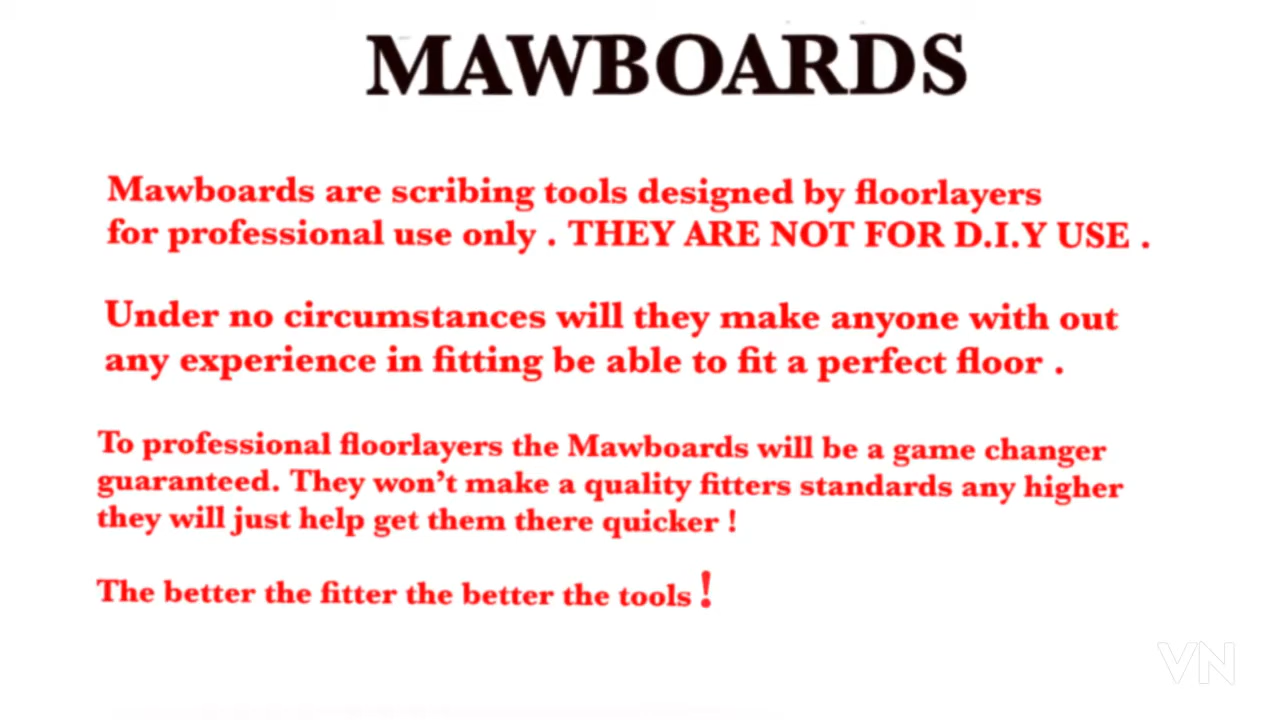 MAWBOARDS
Mawboards are scribing tools designed by floorlayers
for professional use only . THEY ARE NOT FOR D.I.Y USE .
Under no circumstances will they make anyone with out
any experience in fitting be able to fit a perfect floor .
To professional floorlayers the Mawboards will be a game changer
guaranteed. They won't make a quality fitters standards any higher
they will just help get them there quicker !
The better the fitter the better the tools !
VN